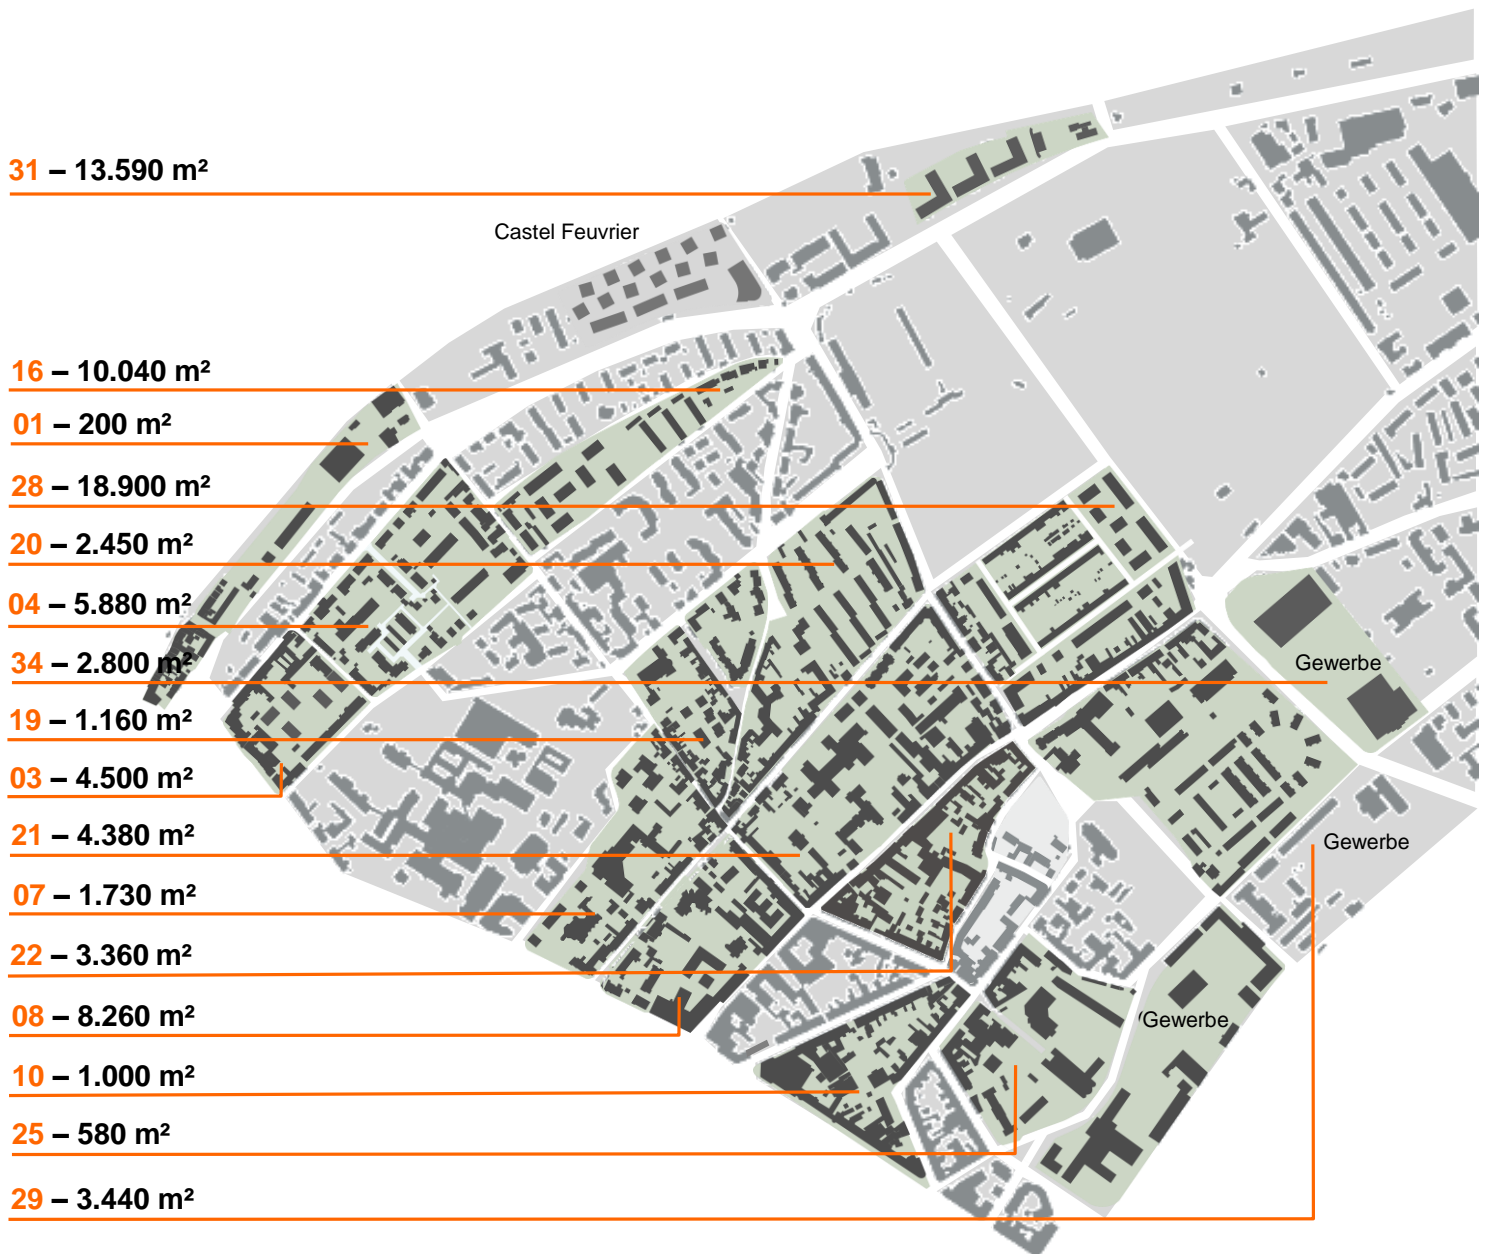 31 – 13.590 m²
Castel Feuvrier
16 – 10.040 m²
01 – 200 m²
28 – 18.900 m²
20 – 2.450 m²
04 – 5.880 m²
34 – 2.800 m²
Gewerbe
19 – 1.160 m²
03 – 4.500 m²
21 – 4.380 m²
Gewerbe
07 – 1.730 m²
22 – 3.360 m²
08 – 8.260 m²
Gewerbe
10 – 1.000 m²
25 – 580 m²
29 – 3.440 m²